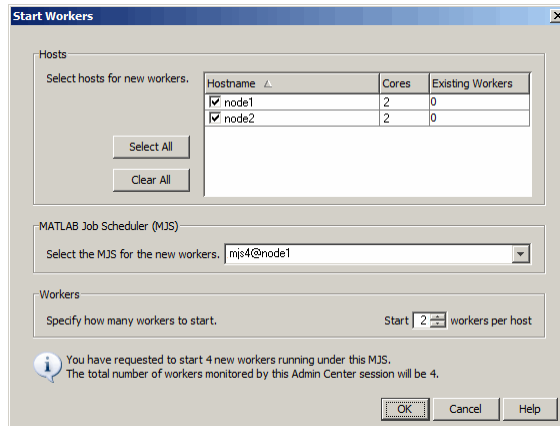 Start Workers
Hosts
Select hosts for new workers.
Hostname Cores Existing Workers
node1 2 0
node2 2 0
Select All
Clear All
MATLAB Job Scheduler (MJS)
Select the MJS for the new workers. mjs4@node1
Workers
Specify how many workers to start. Start 2 workers per host
You have requested to start 4 new workers running under this MJS.
The total number of workers monitored by this Admin Center session will be 4.
OK Cancel Help